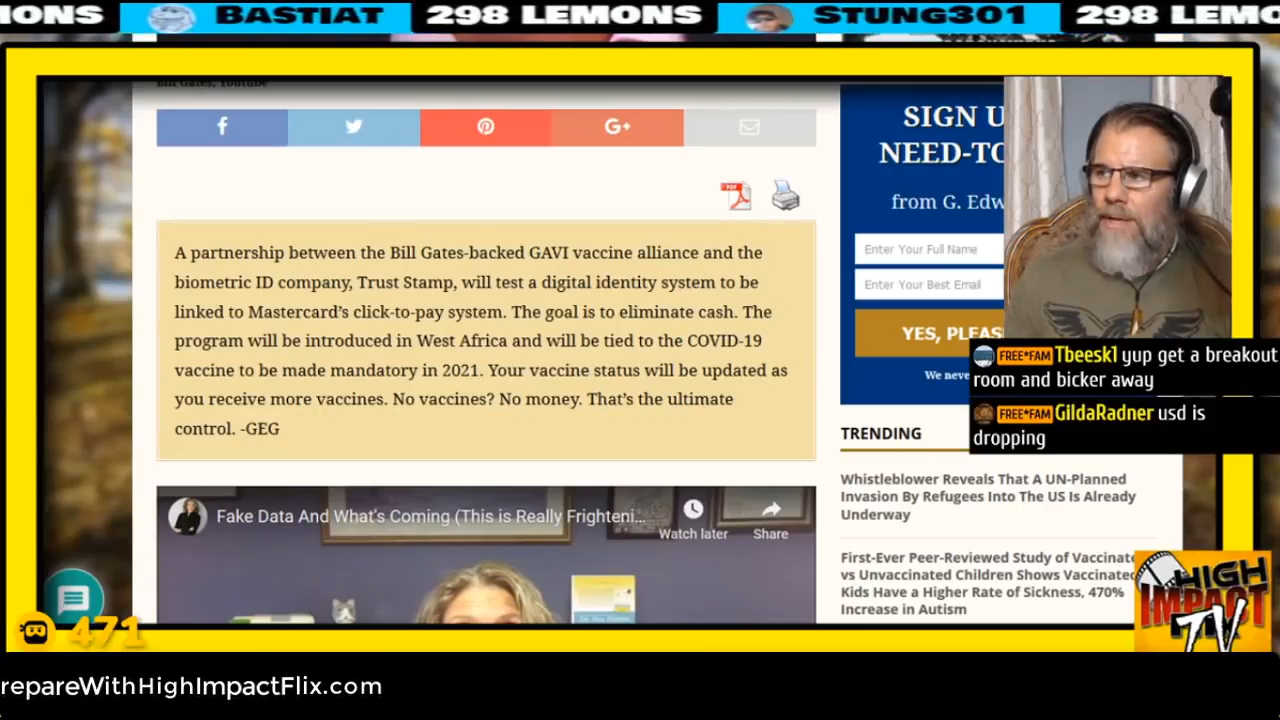 IONS BASTIAT 298 LEMONS STUNG301 298 LEMO
Bill Gates, Youtube
f G+
PDF
A partnership between the Bill Gates-backed GAVI vaccine alliance and the
biometric ID company, Trust Stamp, will test a digital identity system to be
linked to Mastercard’s click-to-pay system. The goal is to eliminate cash. The
program will be introduced in West Africa and will be tied to the COVID-19
vaccine to be made mandatory in 2021. Your vaccine status will be updated as
you receive more vaccines. No vaccines? No money. That’s the ultimate
control. -GEG
Fake Data And What's Coming (This is Really Frighteni...
Watch later Share
SIGN U
NEED-TO
from G. Edw
Enter Your Full Name
Enter Your Best Email
YES, PLEAS
We neve
TRENDING
Whistleblower Reveals That A UN-Planned
Invasion By Refugees Into The US Is Already
Underway
First-Ever Peer-Reviewed Study of Vaccinate
vs Unvaccinated Children Shows Vaccinated
Kids Have a Higher Rate of Sickness, 470%
Increase in Autism
FREE*FAM Tbeesk1 yup get a breakout
room and bicker away
FREE*FAM GildaRadner usd is
dropping
HIGH
IMPACT
TV
471
repareWithHighImpactFlix.com